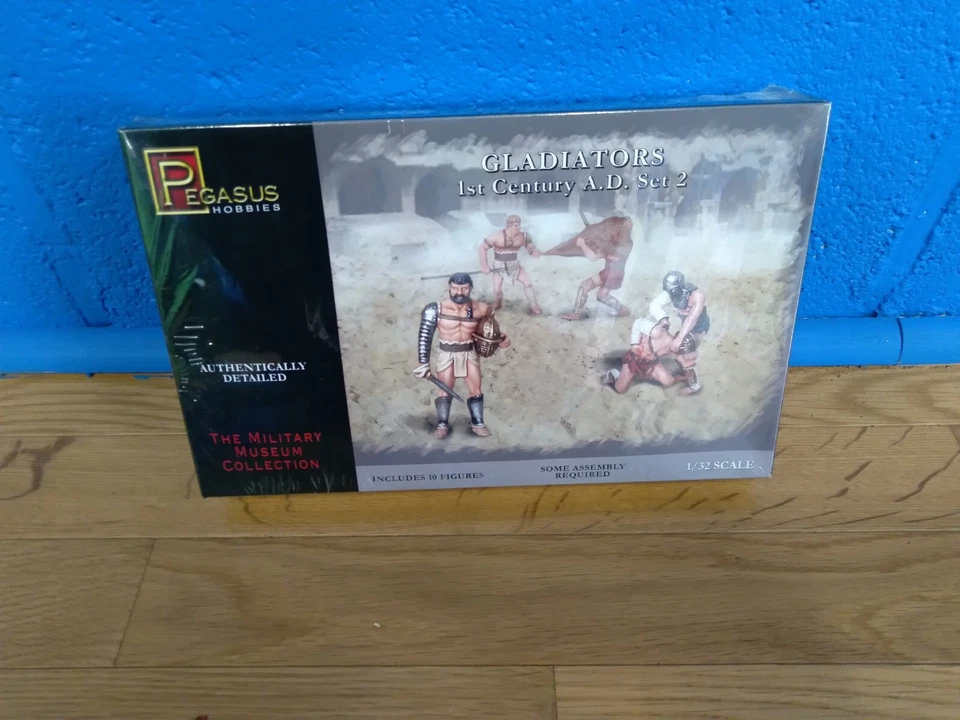 PEGASUS
HOBBIES
GLADIATORS
1st Century A.D. Set 2
AUTHENTICALLY
DETAILED
THE MILITARY
MUSEUM
COLLECTION
INCLUDES 10 FIGURES
SOME ASSEMBLY
REQUIRED
1/32 SCALE